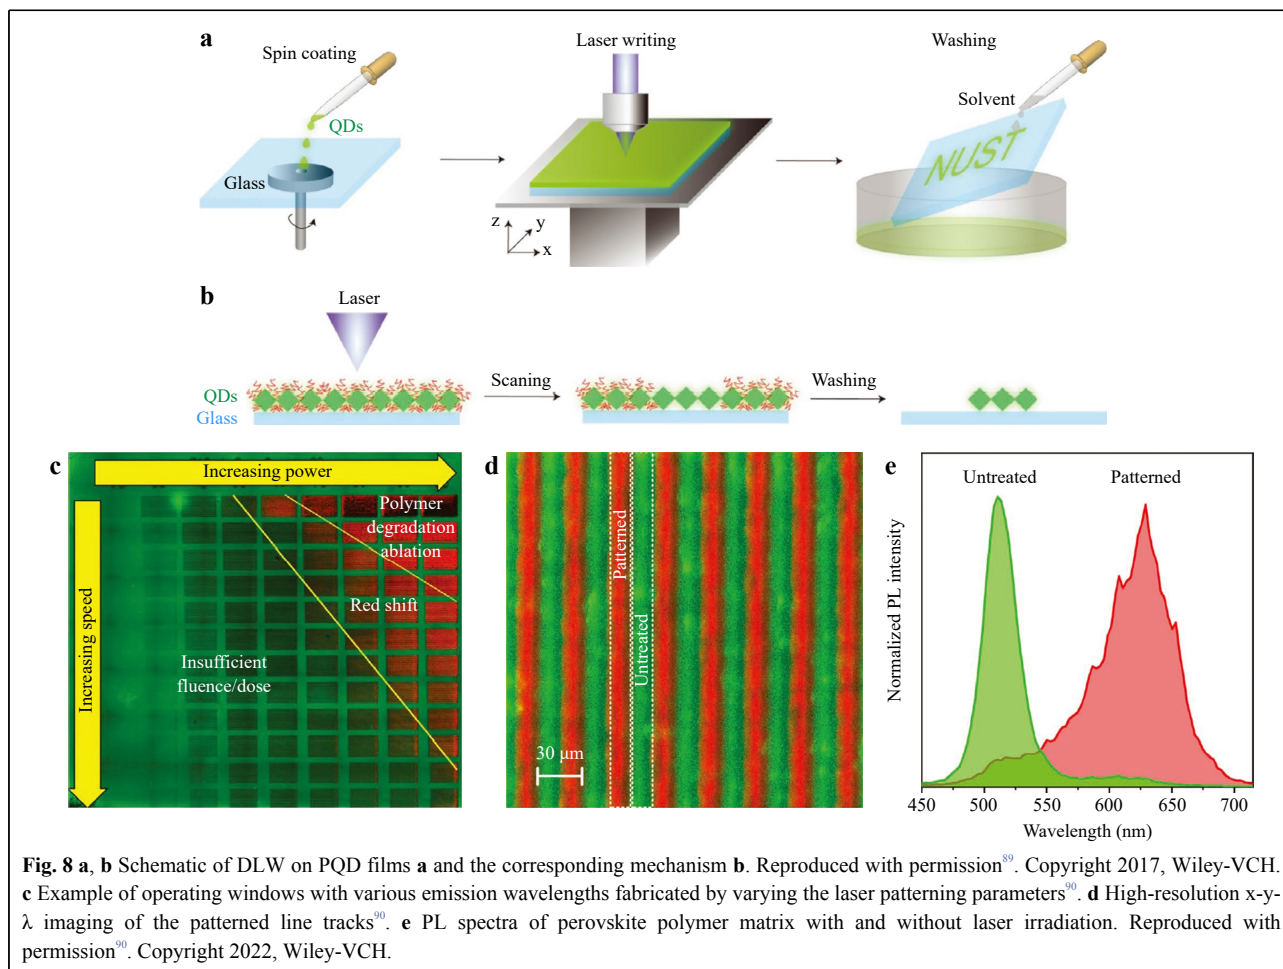 a
Spin coating
QDs
Glass
Laser writing
z
y
x
Washing
Solvent
NUST
b
Laser
QDs
Glass
Scaning
Washing
c
Increasing power
Increasing speed
Polymer
degradation
ablation
Red shift
Insufficient
fluence/dose
d
Patterned
Untreated
30 μm
e
Untreated
Patterned
Normalized PL intensity
450
500
550
600
650
700
Wavelength (nm)
Fig. 8 a, b Schematic of DLW on PQD films a and the corresponding mechanism b. Reproduced with permission89. Copyright 2017, Wiley-VCH.
c Example of operating windows with various emission wavelengths fabricated by varying the laser patterning parameters90. d High-resolution x-y-
λ imaging of the patterned line tracks90. e PL spectra of perovskite polymer matrix with and without laser irradiation. Reproduced with
permission90. Copyright 2022, Wiley-VCH.